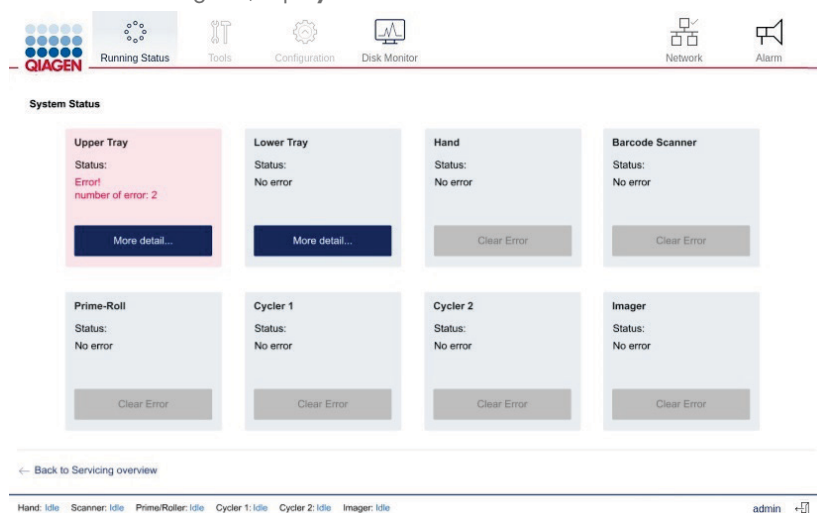 QIAGEN
Running Status Tools Configuration Disk Monitor Network Alarm
System Status
Upper Tray
Status:
Error!
number of error: 2
More detail...
Lower Tray
Status:
No error
More detail...
Hand
Status:
No error
Clear Error
Barcode Scanner
Status:
No error
Clear Error
Prime-Roll
Status:
No error
Clear Error
Cycler 1
Status:
No error
Clear Error
Cycler 2
Status:
No error
Clear Error
Imager
Status:
No error
Clear Error
← Back to Servicing overview
Hand: Idle Scanner: Idle Prime/Roller: Idle Cycler 1: Idle Cycler 2: Idle Imager: Idle admin